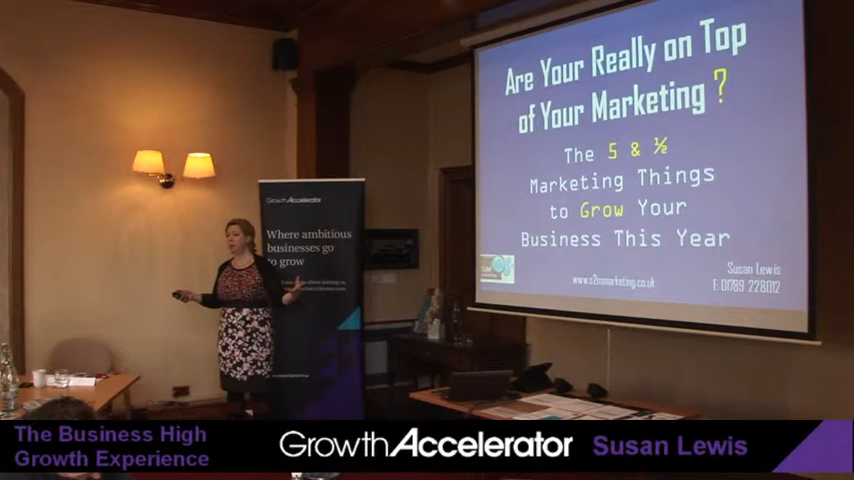 Are Your Really on Top
of Your Marketing ?
The 5 & ½
Marketing Things
to Grow Your
Business This Year
Susan Lewis
www.s2mmarketing.co.uk
T: 01789 228012
GrowthAccelerator
Where ambitious
businesses go
to grow
The Business High
Growth Experience
GrowthAccelerator
Susan Lewis